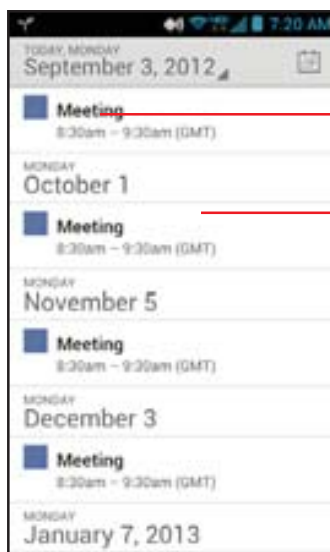 7:20 AM
TODAY, MONDAY
September 3, 2012
Meeting
8:30am – 9:30am (GMT)
MONDAY
October 1
Meeting
8:30am – 9:30am (GMT)
MONDAY
November 5
Meeting
8:30am – 9:30am (GMT)
MONDAY
December 3
Meeting
8:30am – 9:30am (GMT)
MONDAY
January 7, 2013